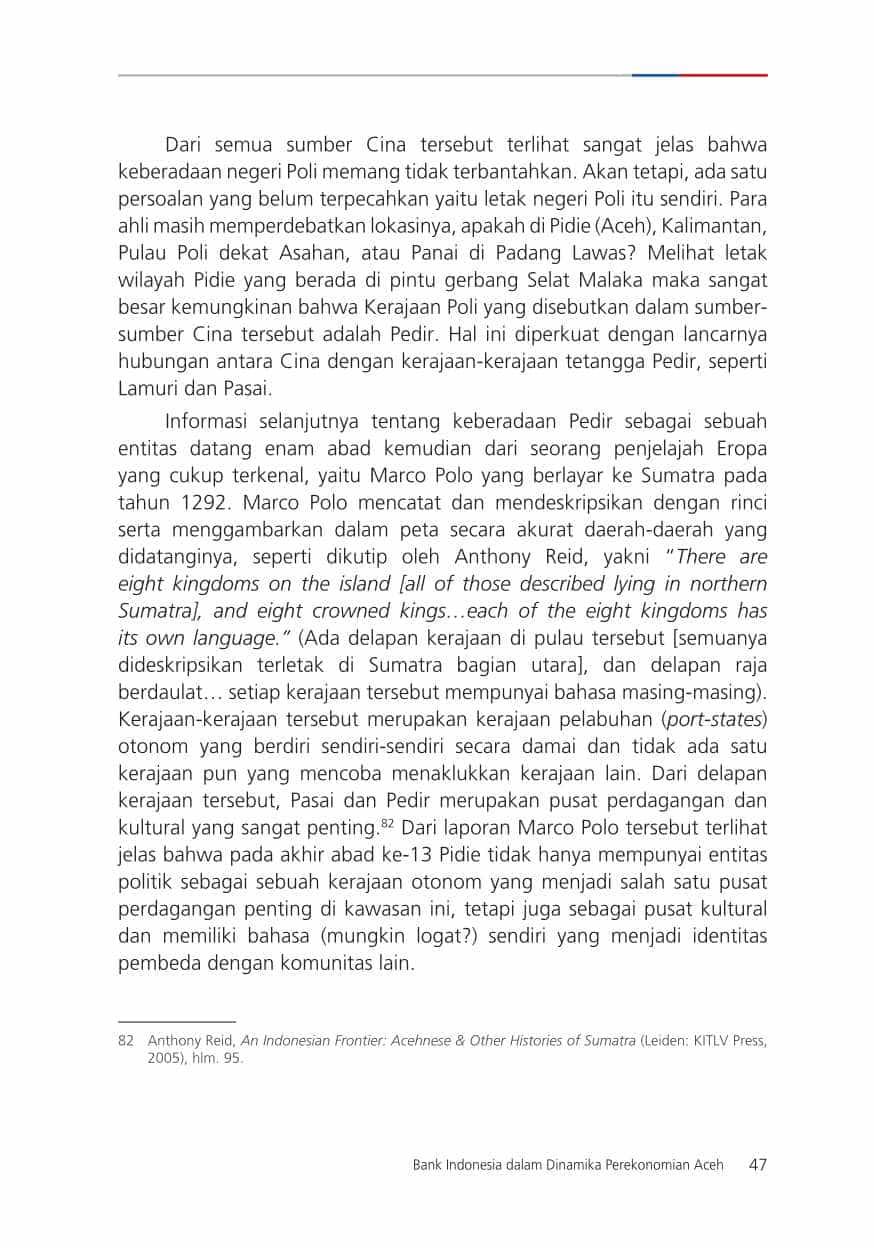 Dari semua sumber Cina tersebut terlihat sangat jelas bahwa
keberadaan negeri Poli memang tidak terbantahkan. Akan tetapi, ada satu
persoalan yang belum terpecahkan yaitu letak negeri Poli itu sendiri. Para
ahli masih memperdebatkan lokasinya, apakah di Pidie (Aceh), Kalimantan,
Pulau Poli dekat Asahan, atau Panai di Padang Lawas? Melihat letak
wilayah Pidie yang berada di pintu gerbang Selat Malaka maka sangat
besar kemungkinan bahwa Kerajaan Poli yang disebutkan dalam sumber-
sumber Cina tersebut adalah Pedir. Hal ini diperkuat dengan lancarnya
hubungan antara Cina dengan kerajaan-kerajaan tetangga Pedir, seperti
Lamuri dan Pasai.
Informasi selanjutnya tentang keberadaan Pedir sebagai sebuah
entitas datang enam abad kemudian dari seorang penjelajah Eropa
yang cukup terkenal, yaitu Marco Polo yang berlayar ke Sumatra pada
tahun 1292. Marco Polo mencatat dan mendeskripsikan dengan rinci
serta menggambarkan dalam peta secara akurat daerah-daerah yang
didatanginya, seperti dikutip oleh Anthony Reid, yakni "There are
eight kingdoms on the island [all of those described lying in northern
Sumatra], and eight crowned kings…each of the eight kingdoms has
its own language." (Ada delapan kerajaan di pulau tersebut [semuanya
dideskripsikan terletak di Sumatra bagian utara], dan delapan raja
berdaulat… setiap kerajaan tersebut mempunyai bahasa masing-masing).
Kerajaan-kerajaan tersebut merupakan kerajaan pelabuhan (port-states)
otonom yang berdiri sendiri-sendiri secara damai dan tidak ada satu
kerajaan pun yang mencoba menaklukkan kerajaan lain. Dari delapan
kerajaan tersebut, Pasai dan Pedir merupakan pusat perdagangan dan
kultural yang sangat penting.82 Dari laporan Marco Polo tersebut terlihat
jelas bahwa pada akhir abad ke-13 Pidie tidak hanya mempunyai entitas
politik sebagai sebuah kerajaan otonom yang menjadi salah satu pusat
perdagangan penting di kawasan ini, tetapi juga sebagai pusat kultural
dan memiliki bahasa (mungkin logat?) sendiri yang menjadi identitas
pembeda dengan komunitas lain.
82 Anthony Reid, An Indonesian Frontier: Acehnese & Other Histories of Sumatra (Leiden: KITLV Press,
2005), hlm. 95.
Bank Indonesia dalam Dinamika Perekonomian Aceh 47